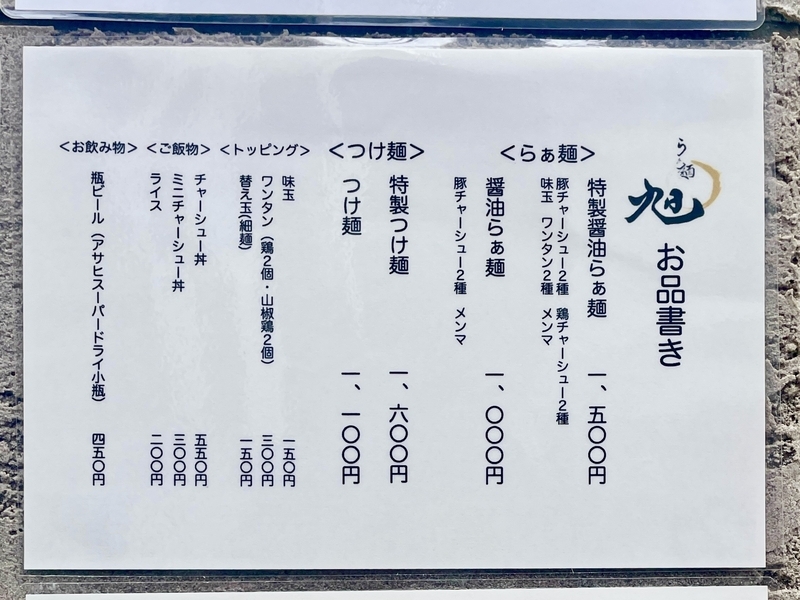 らぁ麺
旭
お品書き
<らぁ麺>
特製醤油らぁ麺 一、五〇〇円
豚チャーシュー2種 鶏チャーシュー2種
味玉 ワンタン2種 メンマ
醤油らぁ麺 一、〇〇〇円
豚チャーシュー2種 メンマ
<つけ麺>
特製つけ麺 一、六〇〇円
つけ麺 一、一〇〇円
<トッピング>
味玉 一五〇円
ワンタン（鶏2個・山椒鶏2個） 三〇〇円
替え玉(細麺) 一五〇円
<ご飯物>
チャーシュー丼 五五〇円
ミニチャーシュー丼 三〇〇円
ライス 二〇〇円
<お飲み物>
瓶ビール（アサヒスーパードライ小瓶） 四五〇円